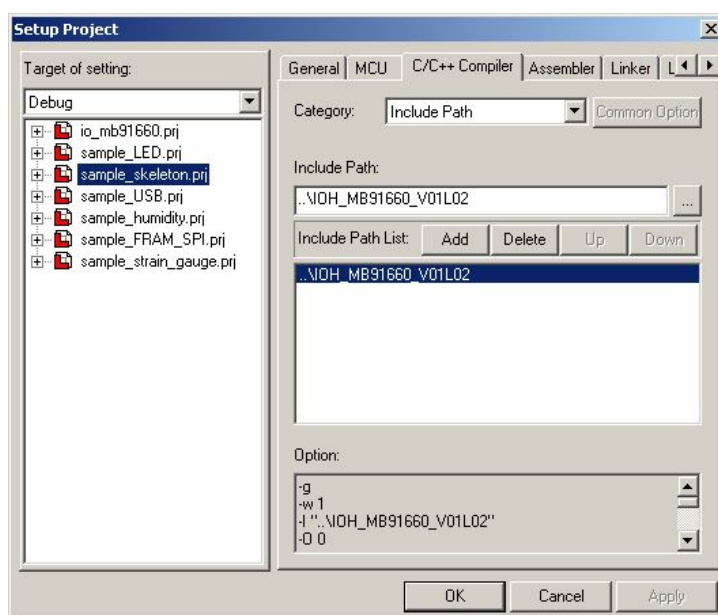 Setup Project
Target of setting:
Debug
io_mb91660.prj
sample_LED.prj
sample_skeleton.prj
sample_USB.prj
sample_humidity.prj
sample_FRAM_SPI.prj
sample_strain_gauge.prj
General MCU C/C++ Compiler Assembler Linker L
Category: Include Path Common Option
Include Path:
..\IOH_MB91660_V01L02 ...
Include Path List: Add Delete Up Down
..\IOH_MB91660_V01L02
Option:
-g
-w 1
-I "..\IOH_MB91660_V01L02"
-O 0
OK Cancel Apply